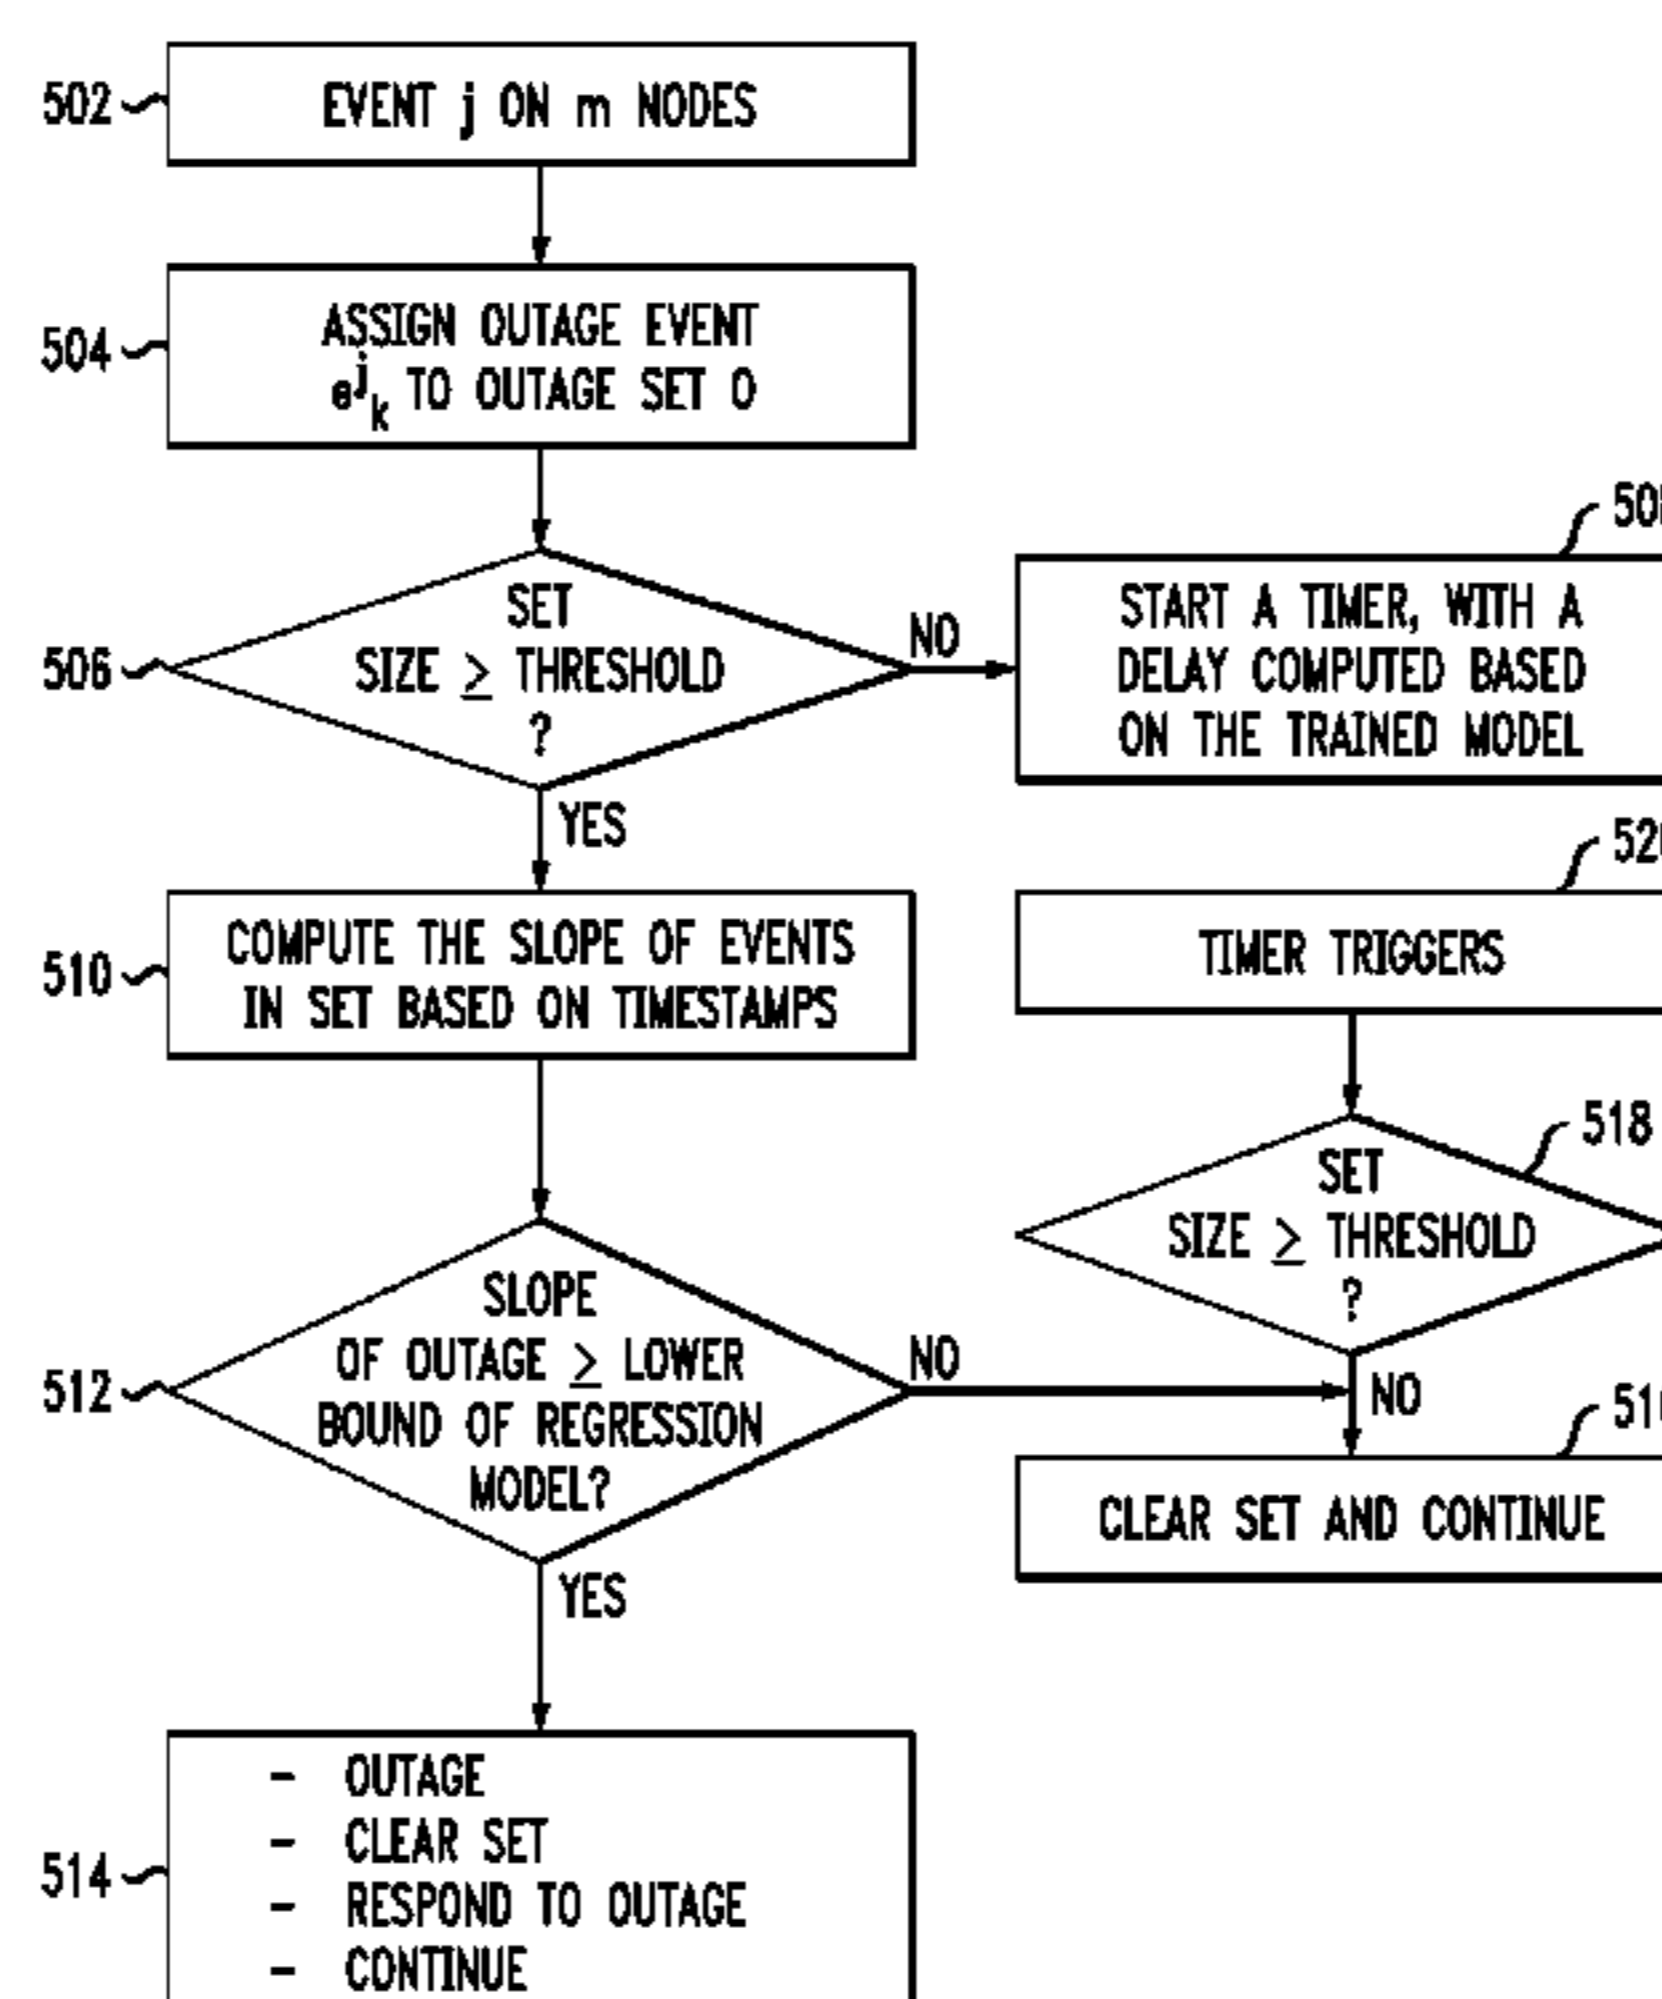 502
EVENT j ON m NODES
504
ASSIGN OUTAGE EVENT
e^j_k TO OUTAGE SET O
506
SET
SIZE ≥ THRESHOLD
?
NO
START A TIMER, WITH A
DELAY COMPUTED BASED
ON THE TRAINED MODEL
YES
510
COMPUTE THE SLOPE OF EVENTS
IN SET BASED ON TIMESTAMPS
TIMER TRIGGERS
518
SET
SIZE ≥ THRESHOLD
?
NO
512
SLOPE
OF OUTAGE ≥ LOWER
BOUND OF REGRESSION
MODEL?
NO
CLEAR SET AND CONTINUE
YES
514
- OUTAGE
- CLEAR SET
- RESPOND TO OUTAGE
- CONTINUE